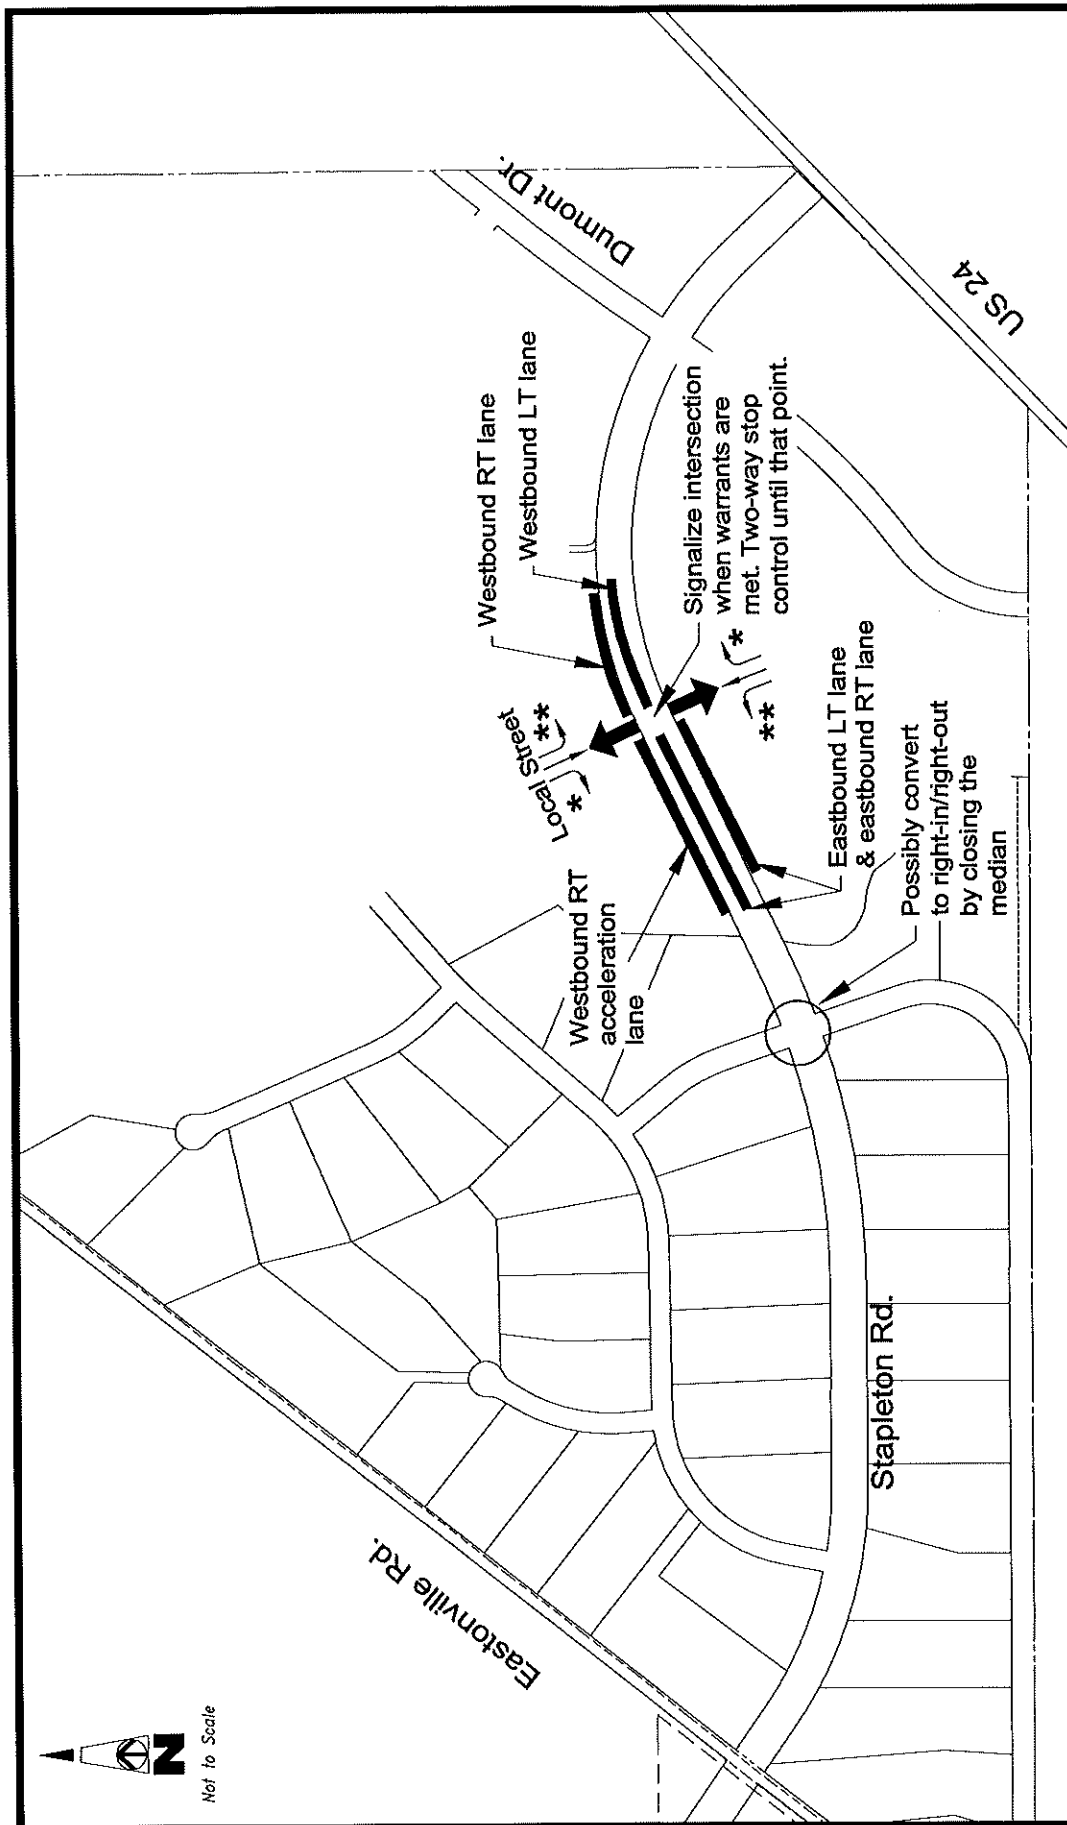 N
Not to Scale
Eastonville Rd.
Stapleton Rd.
Westbound RT
acceleration
lane
Local Street
*
**
Westbound RT lane
Westbound LT lane
Dumont Dr.
US 24
Signalize intersection
when warrants are
met. Two-way stop
control until that point.
*
**
Eastbound LT lane
& eastbound RT lane
Possibly convert
to right-in/right-out
by closing the
median